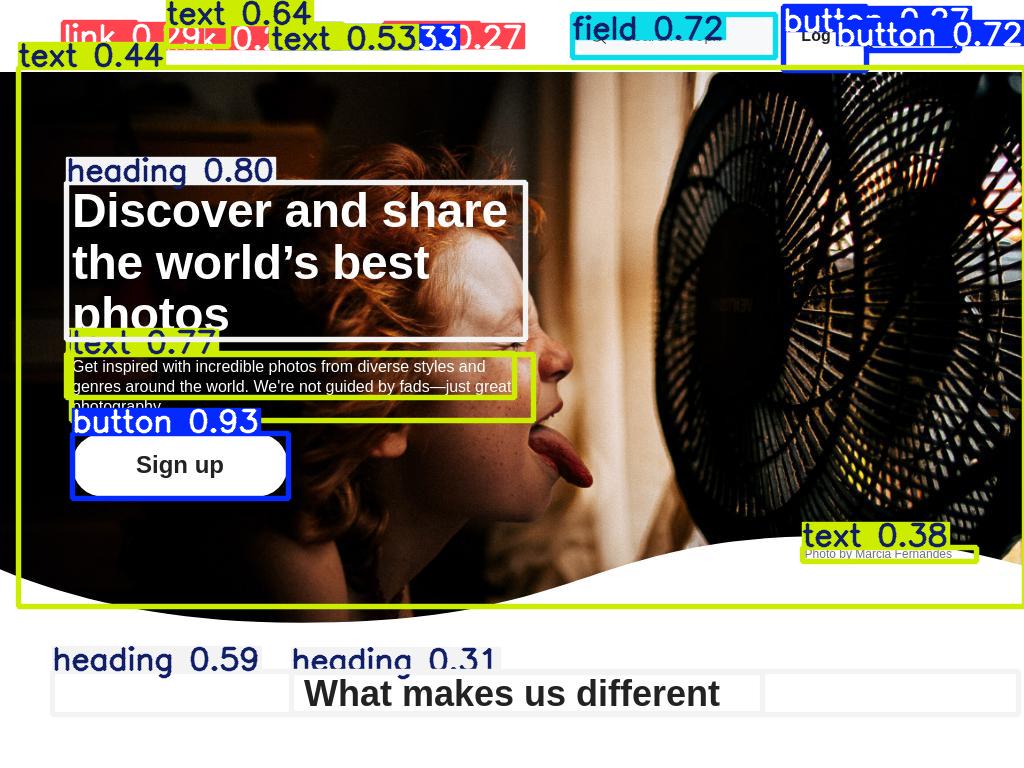 text 0.64
link 0.29
text 0.53
33
0.27
field 0.72
button 0.27
button 0.72
Log
text 0.44
heading 0.80
Discover and share
the world’s best
photos
text 0.77
Get inspired with incredible photos from diverse styles and
genres around the world. We're not guided by fads—just great
photography.
button 0.93
Sign up
text 0.38
Photo by Marcia Fernandes
heading 0.59
heading 0.31
What makes us different